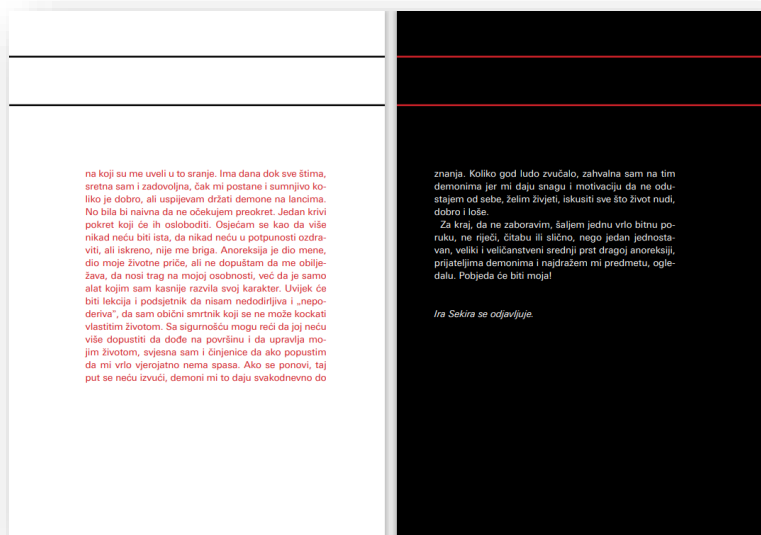 na koji su me uveli u to sranje. Ima dana dok sve štima,
sretna sam i zadovoljna, čak mi postane i sumnjivo ko-
liko je dobro, ali uspijevam držati demone na lancima.
No bila bi naivna da ne očekujem preokret. Jedan krivi
pokret koji će ih osloboditi. Osjećam se kao da više
nikad neću biti ista, da nikad neću u potpunosti ozdra-
viti, ali iskreno, nije me briga. Anoreksija je dio mene,
dio moje životne priče, ali ne dopuštam da me obilje-
žava, da nosi trag na mojoj osobnosti, već da je samo
alat kojim sam kasnije razvila svoj karakter. Uvijek će
biti lekcija i podsjetnik da nisam nedodirljiva i „nepo-
deriva“, da sam obični smrtnik koji se ne može kockati
vlastitim životom. Sa sigurnošću mogu reći da joj neću
više dopustiti da dođe na površinu i da upravlja mo-
jim životom, svjesna sam i činjenice da ako popustim
da mi vrlo vjerojatno nema spasa. Ako se ponovi, taj
put se neću izvući, demoni mi to daju svakodnevno do
znanja. Koliko god ludo zvučalo, zahvalna sam na tim
demonima jer mi daju snagu i motivaciju da ne odu-
stajem od sebe, želim živjeti, iskusiti sve što život nudi,
dobro i loše.
Za kraj, da ne zaboravim, šaljem jednu vrlo bitnu po-
ruku, ne riječi, čitabu ili slično, nego jedan jednosta-
van, veliki i veličanstveni srednji prst dragoj anoreksiji,
prijateljima demonima i najdražem mi predmetu, ogle-
dalu. Pobjeda će biti moja!
Ira Sekira se odjavljuje.